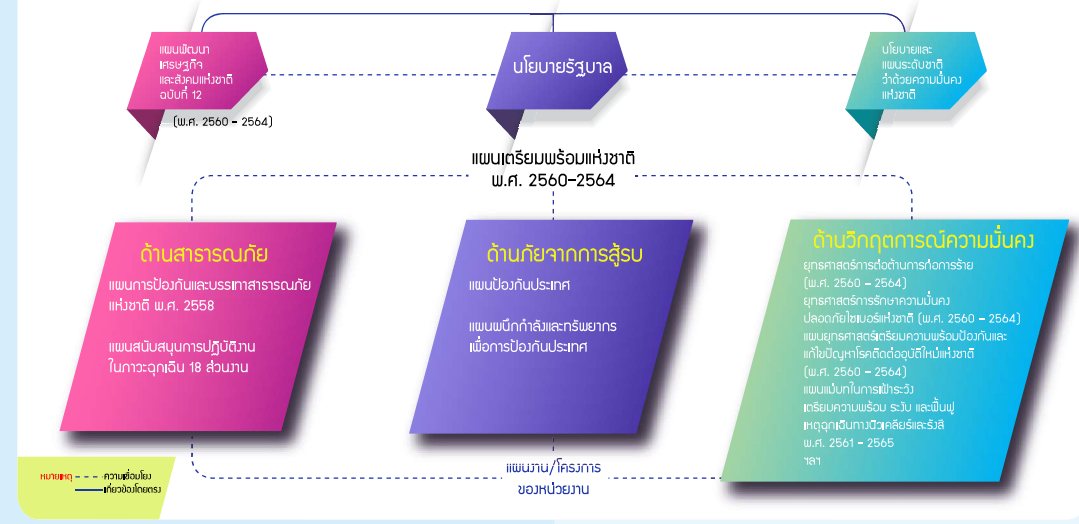 แผนพัฒนา
เศรษฐกิจ
และสังคมแห่งชาติ
ฉบับที่ 12
(พ.ศ. 2560 – 2564)
นโยบายรัฐบาล
นโยบายและ
แผนระดับชาติ
ว่าด้วยความมั่นคง
แห่งชาติ
แผนเตรียมพร้อมแห่งชาติ
พ.ศ. 2560-2564
ด้านสาธารณภัย
แผนการป้องกันและบรรเทาสาธารณภัย
แห่งชาติ พ.ศ. 2558
แผนสนับสนุนการปฏิบัติงาน
ในภาวะฉุกเฉิน 18 ส่วนงาน
ด้านภัยจากการสู้รบ
แผนป้องกันประเทศ
แผนผนึกกำลังและทรัพยากร
เพื่อการป้องกันประเทศ
ด้านวิกฤตการณ์ความมั่นคง
ยุทธศาสตร์การต่อต้านการก่อการร้าย
(พ.ศ. 2560 – 2564)
ยุทธศาสตร์การรักษาความมั่นคง
ปลอดภัยไซเบอร์แห่งชาติ (พ.ศ. 2560 – 2564)
แผนยุทธศาสตร์เตรียมความพร้อมป้องกันและ
แก้ไขปัญหาโรคติดต่ออุบัติใหม่แห่งชาติ
(พ.ศ. 2560 – 2564)
แผนแม่บทในการเฝ้าระวัง
เตรียมความพร้อม ระงับ และฟื้นฟู
เหตุฉุกเฉินทางนิวเคลียร์และรังสี
พ.ศ. 2561 - 2565
ฯลฯ
แผนงาน/โครงการ
ของหน่วยงาน
หมายเหตุ ความเชื่อมโยง
เกี่ยวข้องโดยตรง